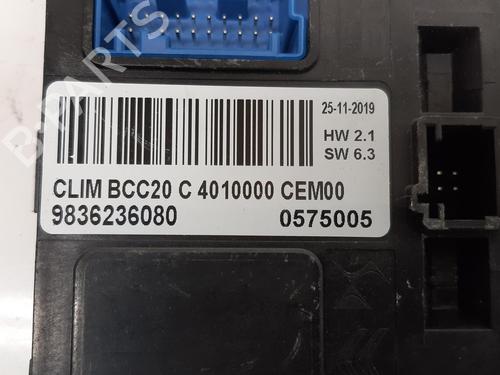 25-11-2019
HW 2.1
SW 6.3
CLIM BCC20 C 4010000 CEM00
9836236080 0575005
B-PARTS